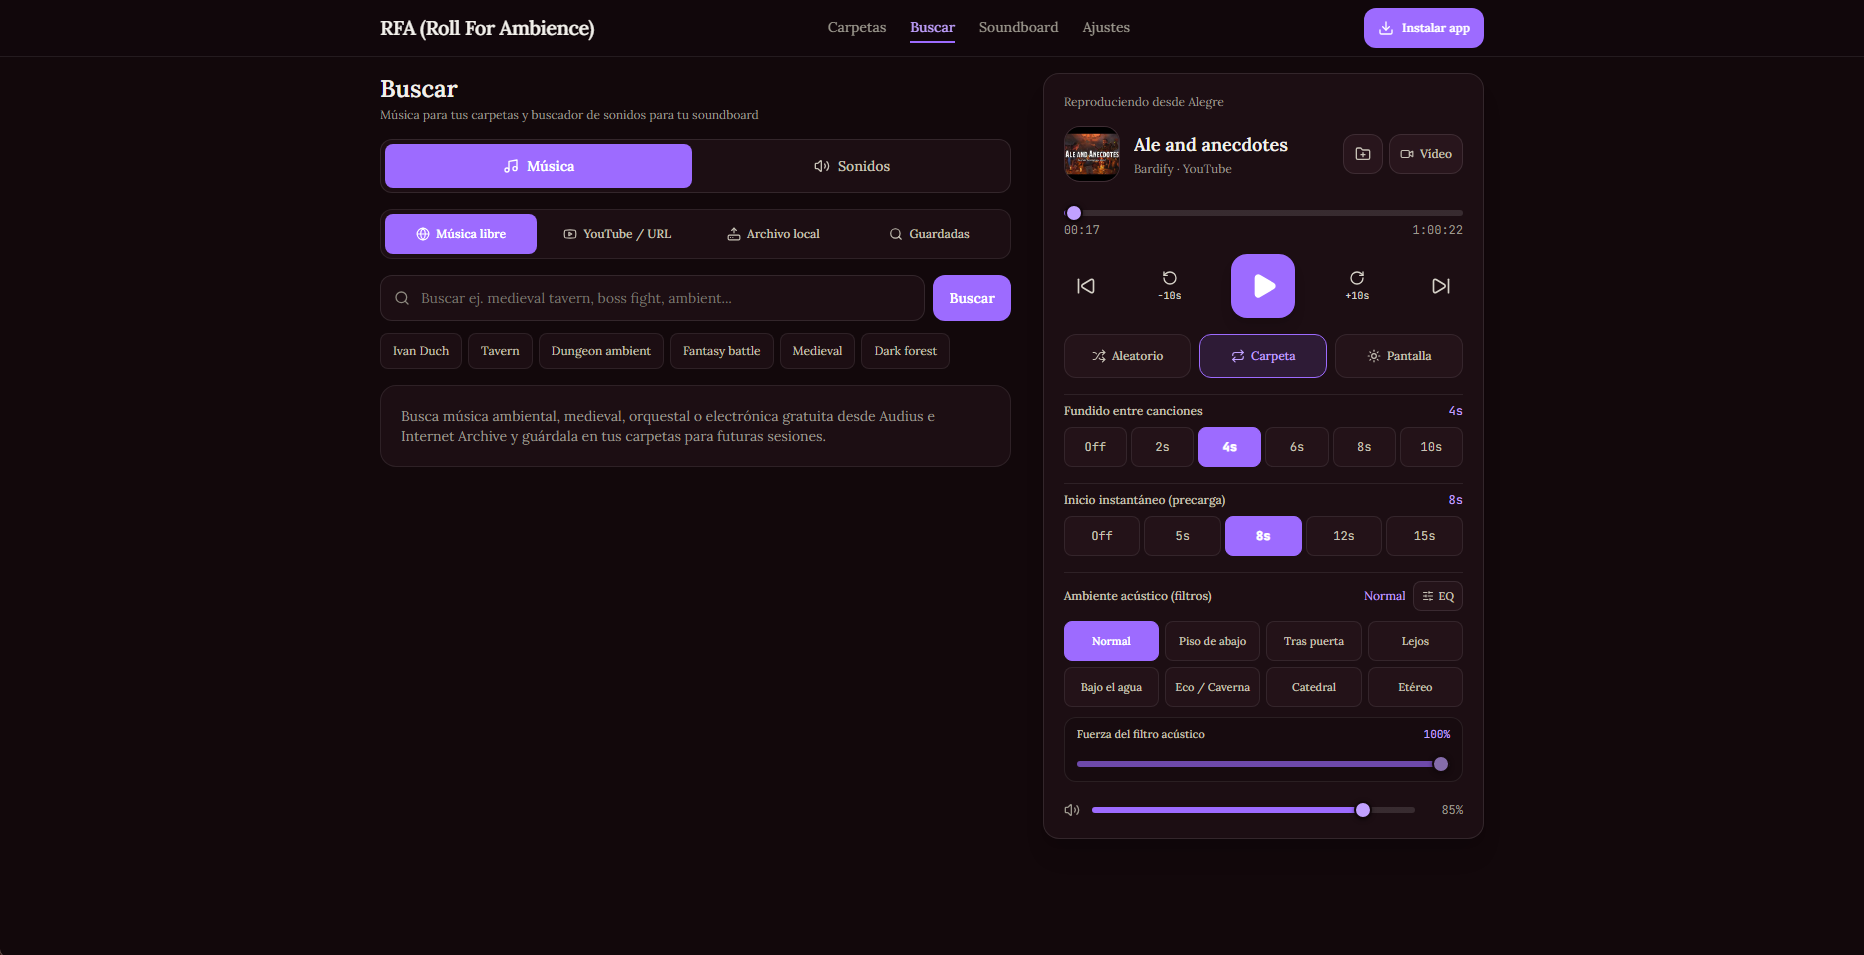 RFA (Roll For Ambience)
Carpetas
Buscar
Soundboard
Ajustes
Instalar app
Buscar
Música para tus carpetas y buscador de sonidos para tu soundboard
Música
Sonidos
Música libre
YouTube / URL
Archivo local
Guardadas
Buscar ej. medieval tavern, boss fight, ambient...
Buscar
Ivan Duch
Tavern
Dungeon ambient
Fantasy battle
Medieval
Dark forest
Busca música ambiental, medieval, orquestal o electrónica gratuita desde Audius e
Internet Archive y guárdala en tus carpetas para futuras sesiones.
Reproduciendo desde Alegre
ALE AND ANECDOTES
Ale and anecdotes
Bardify · YouTube
Vídeo
00:17
1:00:22
-10s
+10s
Aleatorio
Carpeta
Pantalla
Fundido entre canciones
4s
Off
2s
4s
6s
8s
10s
Inicio instantáneo (precarga)
8s
Off
5s
8s
12s
15s
Ambiente acústico (filtros)
Normal
EQ
Normal
Piso de abajo
Tras puerta
Lejos
Bajo el agua
Eco / Caverna
Catedral
Etéreo
Fuerza del filtro acústico
100%
85%